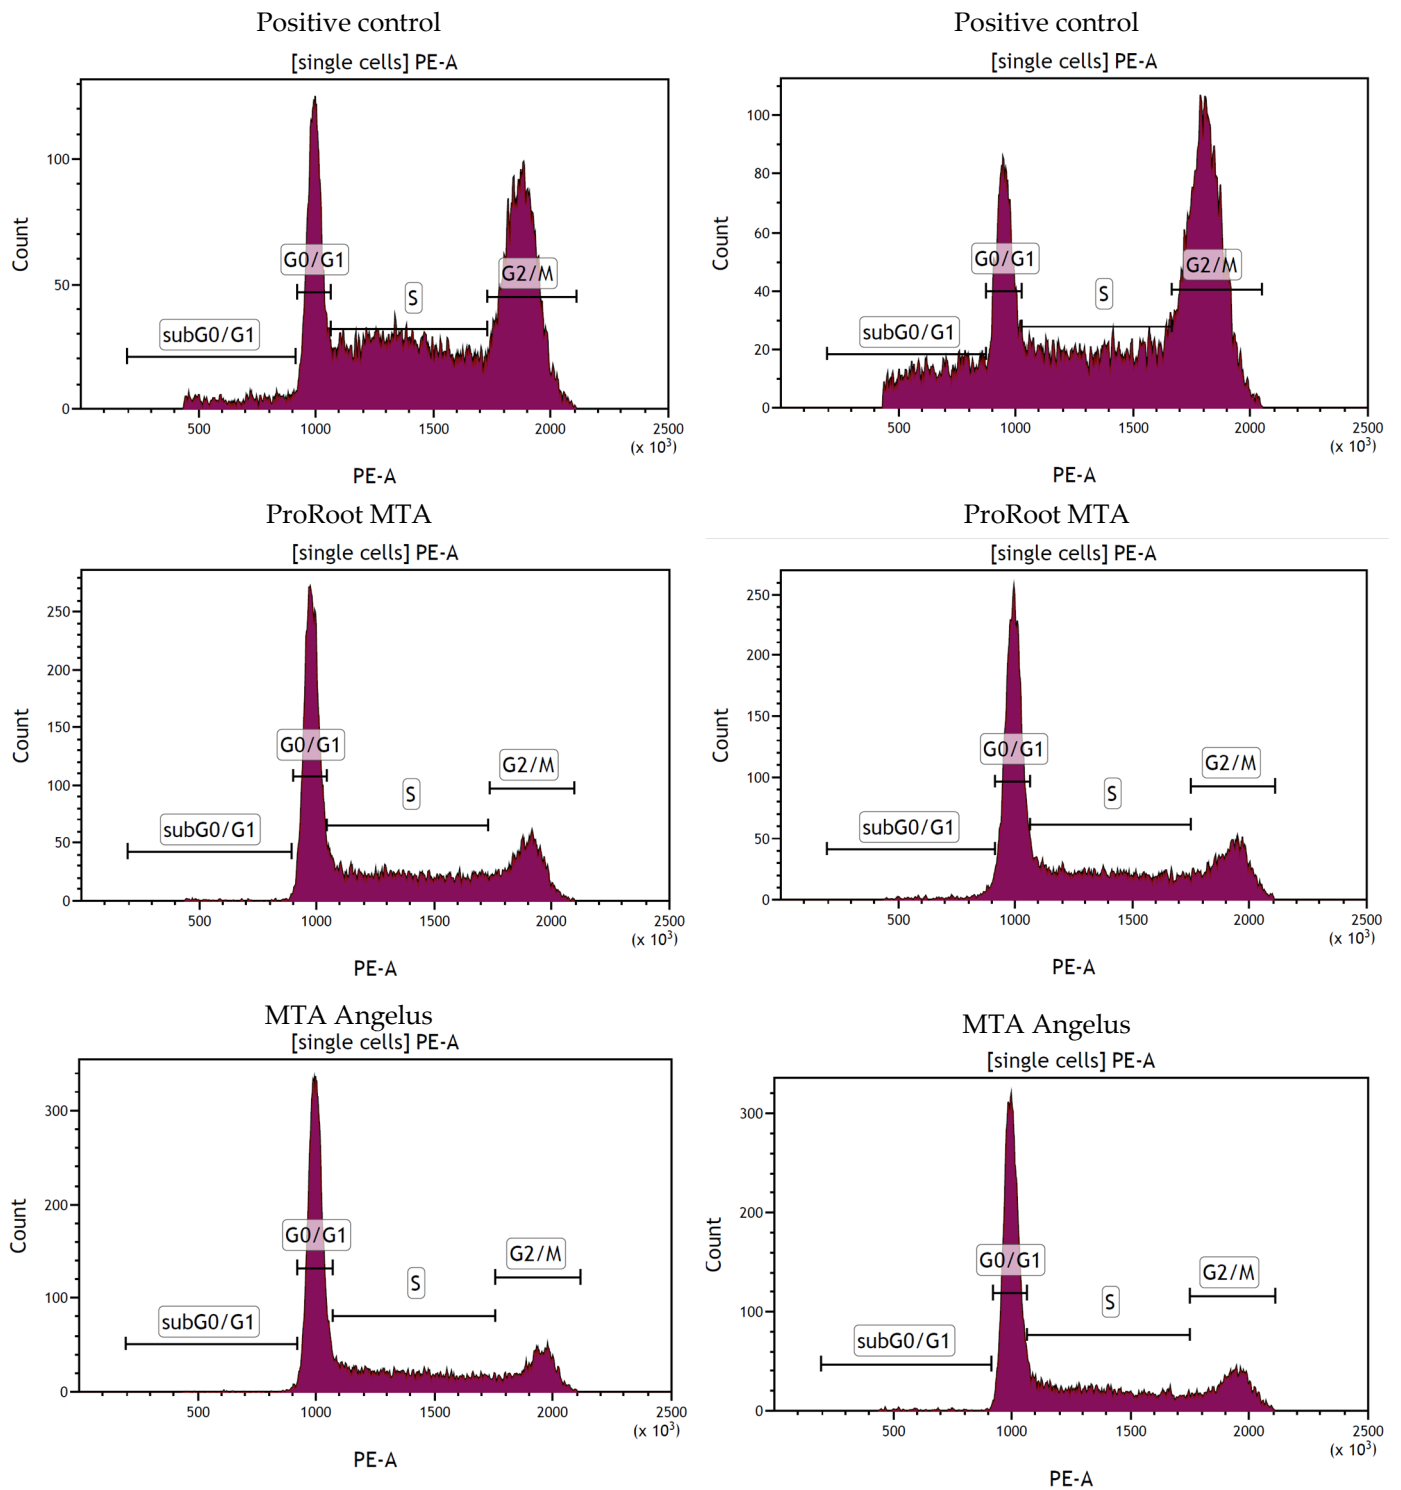 Positive control
[single cells] PE-A
Count
100
50
0
G0/G1
S
G2/M
subG0/G1
500 1000 1500 2000 2500
(x 10³)
PE-A
Positive control
[single cells] PE-A
Count
100
80
60
40
20
0
G0/G1
S
G2/M
subG0/G1
500 1000 1500 2000 2500
(x 10³)
PE-A
ProRoot MTA
[single cells] PE-A
Count
250
200
150
100
50
0
G0/G1
S
G2/M
subG0/G1
500 1000 1500 2000 2500
(x 10³)
PE-A
ProRoot MTA
[single cells] PE-A
Count
250
200
150
100
50
0
G0/G1
S
G2/M
subG0/G1
500 1000 1500 2000 2500
(x 10³)
PE-A
MTA Angelus
[single cells] PE-A
Count
300
200
100
0
G0/G1
S
G2/M
subG0/G1
500 1000 1500 2000 2500
(x 10³)
PE-A
MTA Angelus
[single cells] PE-A
Count
300
200
100
0
G0/G1
S
G2/M
subG0/G1
500 1000 1500 2000 2500
(x 10³)
PE-A